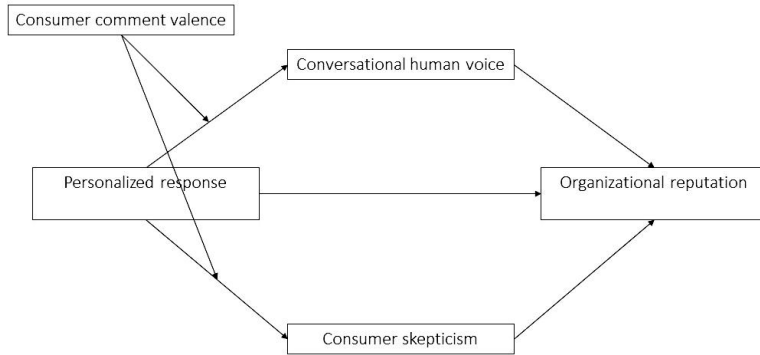 Consumer comment valence
Conversational human voice
Personalized response
Organizational reputation
Consumer skepticism